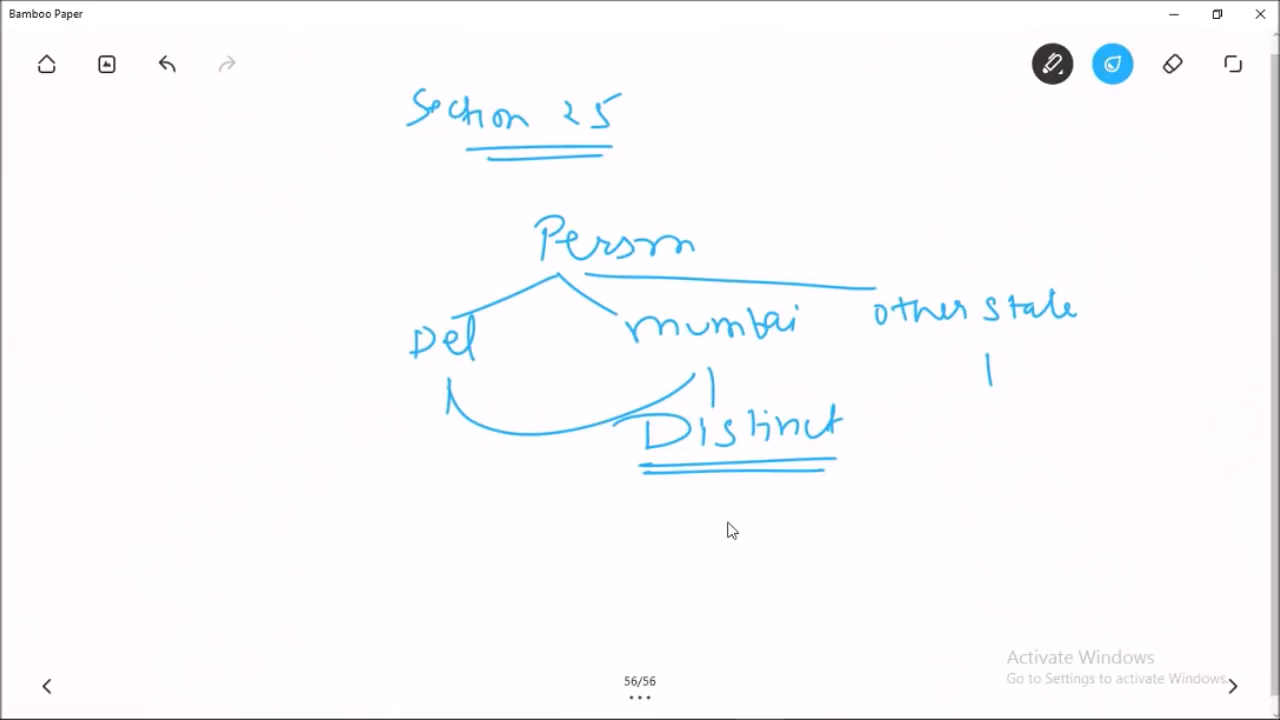 Bamboo Paper
Section 25
Person
Del mumbai other state
Distinct
Activate Windows
56/56 Go to Settings to activate Windows.